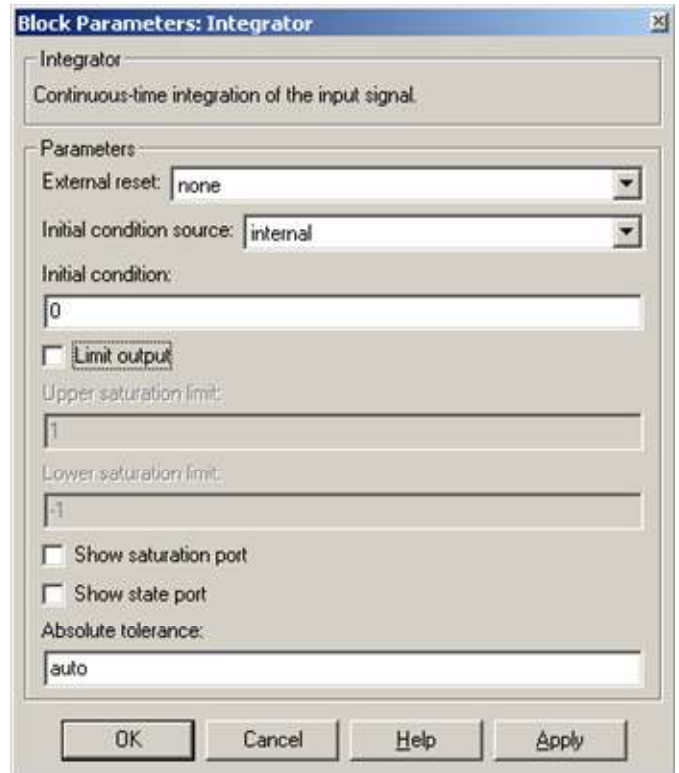 Block Parameters: Integrator
Integrator
Continuous-time integration of the input signal.
Parameters
External reset: none
Initial condition source: internal
Initial condition:
0
Limit output
Upper saturation limit:
1
Lower saturation limit:
-1
Show saturation port
Show state port
Absolute tolerance:
auto
OK Cancel Help Apply